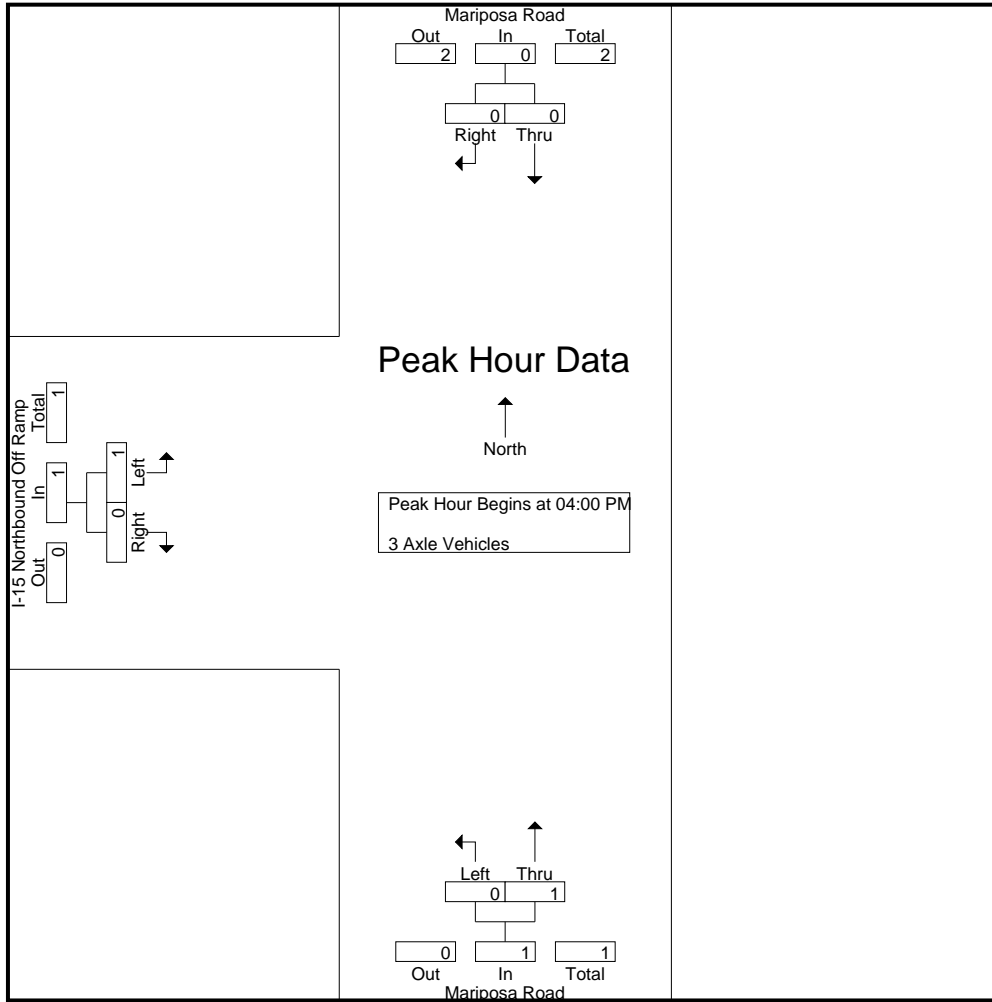 Mariposa Road
Out In Total
2 0 2
0 0
Right Thru
Peak Hour Data
North
Peak Hour Begins at 04:00 PM
3 Axle Vehicles
I-15 Northbound Off Ramp
Out In Total
0 1 1
0 1
Right Left
Left Thru
0 1
0 1 1
Out In Total
Mariposa Road